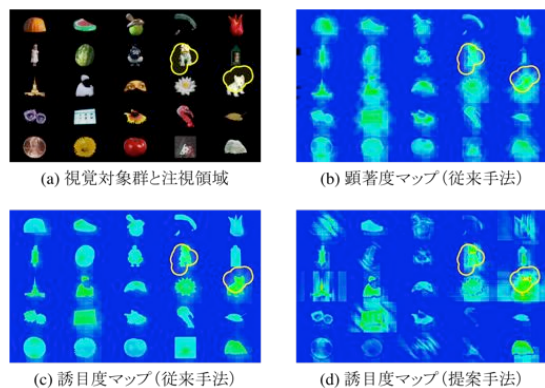 (a) 視覚対象群と注視領域
(b) 顕著度マップ(従来手法)
(c) 誘目度マップ(従来手法)
(d) 誘目度マップ(提案手法)